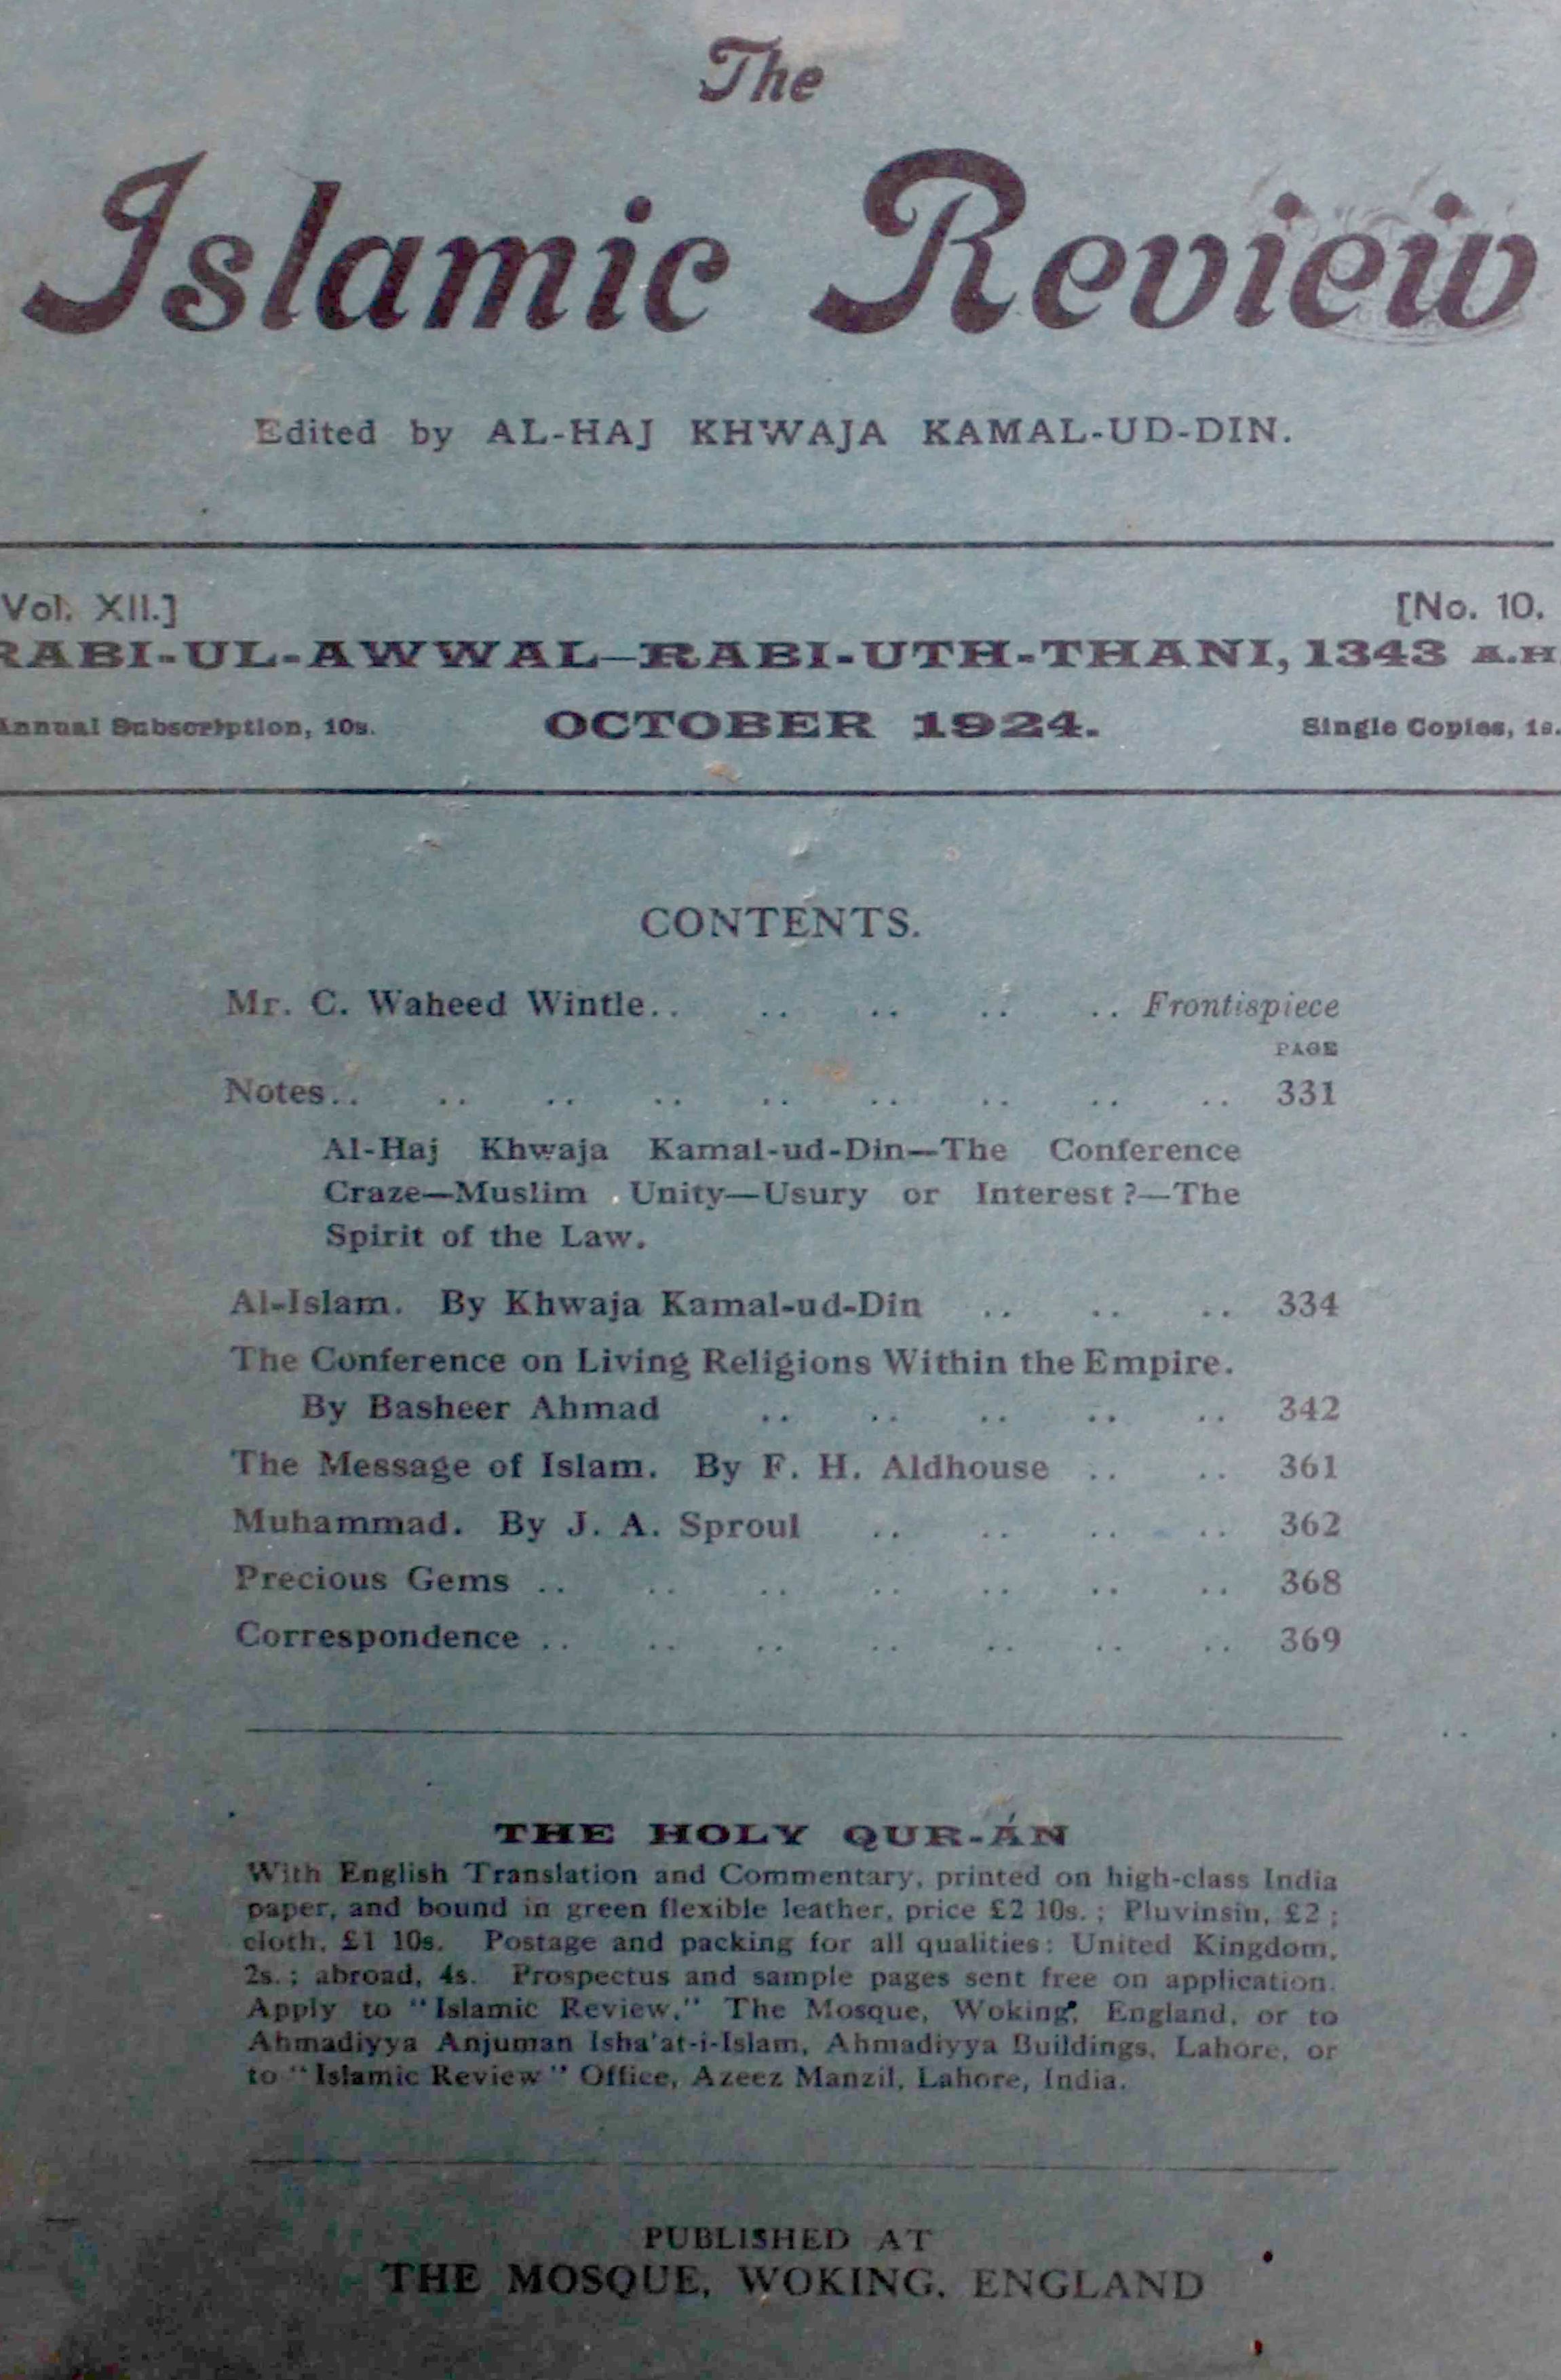 The
Islamic Review
Edited by AL-HAJ KHWAJA KAMAL-UD-DIN.
Vol. XII.] [No. 10.
RABI-UL-AWWAL—RABI-UTH-THANI, 1343 A.H
Annual Subscription, 10s. OCTOBER 1924. Single Copies, 1s.
CONTENTS.
Mr. C. Waheed Wintle.. .. .. .. .. Frontispiece
PAGE
Notes.. .. .. .. .. .. .. .. .. 331
Al-Haj Khwaja Kamal-ud-Din—The Conference
Craze—Muslim Unity—Usury or Interest?—The
Spirit of the Law.
Al-Islam. By Khwaja Kamal-ud-Din .. .. .. 334
The Conference on Living Religions Within the Empire.
By Basheer Ahmad .. .. .. .. .. 342
The Message of Islam. By F. H. Aldhouse .. .. 361
Muhammad. By J. A. Sproul .. .. .. .. 362
Precious Gems .. .. .. .. .. .. .. 368
Correspondence .. .. .. .. .. .. .. 369
THE HOLY QUR-ÁN
With English Translation and Commentary, printed on high-class India
paper, and bound in green flexible leather, price £2 10s.; Pluvinsin, £2;
cloth, £1 10s. Postage and packing for all qualities: United Kingdom,
2s.; abroad, 4s. Prospectus and sample pages sent free on application.
Apply to "Islamic Review," The Mosque, Woking, England, or to
Ahmadiyya Anjuman Isha'at-i-Islam, Ahmadiyya Buildings, Lahore, or
to "Islamic Review" Office, Azeez Manzil, Lahore, India.
PUBLISHED AT
THE MOSQUE, WOKING, ENGLAND